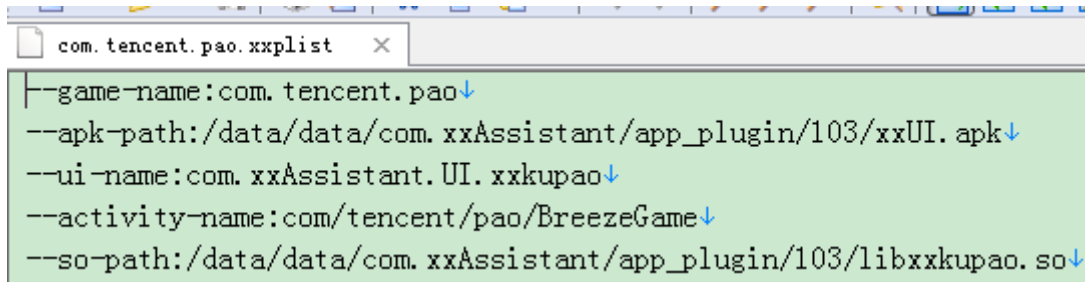 com.tencent.pao.xxplist
--game-name:com.tencent.pao↓
--apk-path:/data/data/com.xxAssistant/app_plugin/103/xxUI.apk↓
--ui-name:com.xxAssistant.UI.xxkupao↓
--activity-name:com/tencent/pao/BreezeGame↓
--so-path:/data/data/com.xxAssistant/app_plugin/103/libxxkupao.so↓